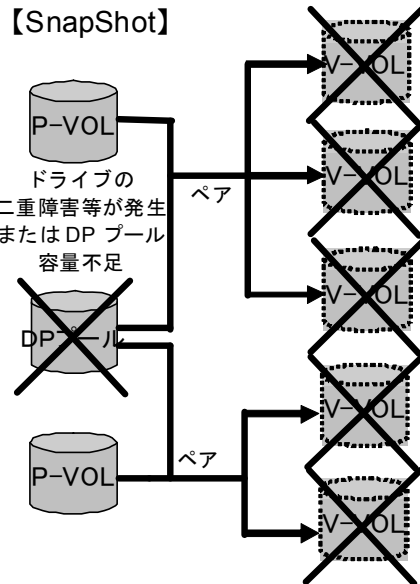 【SnapShot】
P-VOL
ドライブの
二重障害等が発生
または DP プール
容量不足
DPプール
P-VOL
ペア
ペア
V-VOL
V-VOL
V-VOL
V-VOL
V-VOL